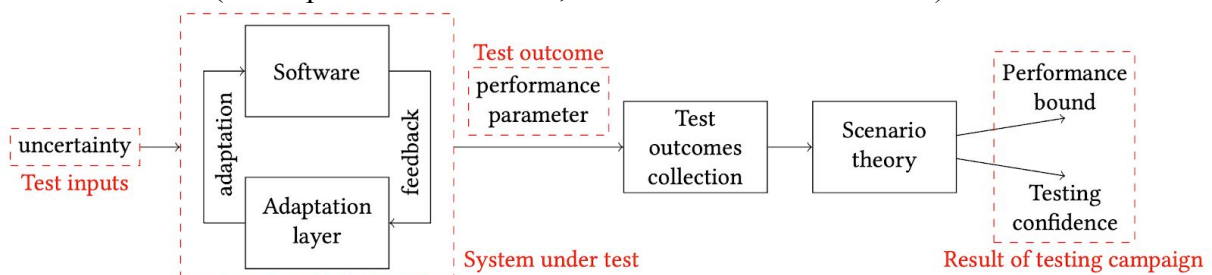 uncertainty
Test inputs
Software
adaptation
feedback
Adaptation
layer
System under test
Test outcome
performance
parameter
Test
outcomes
collection
Scenario
theory
Performance
bound
Testing
confidence
Result of testing campaign